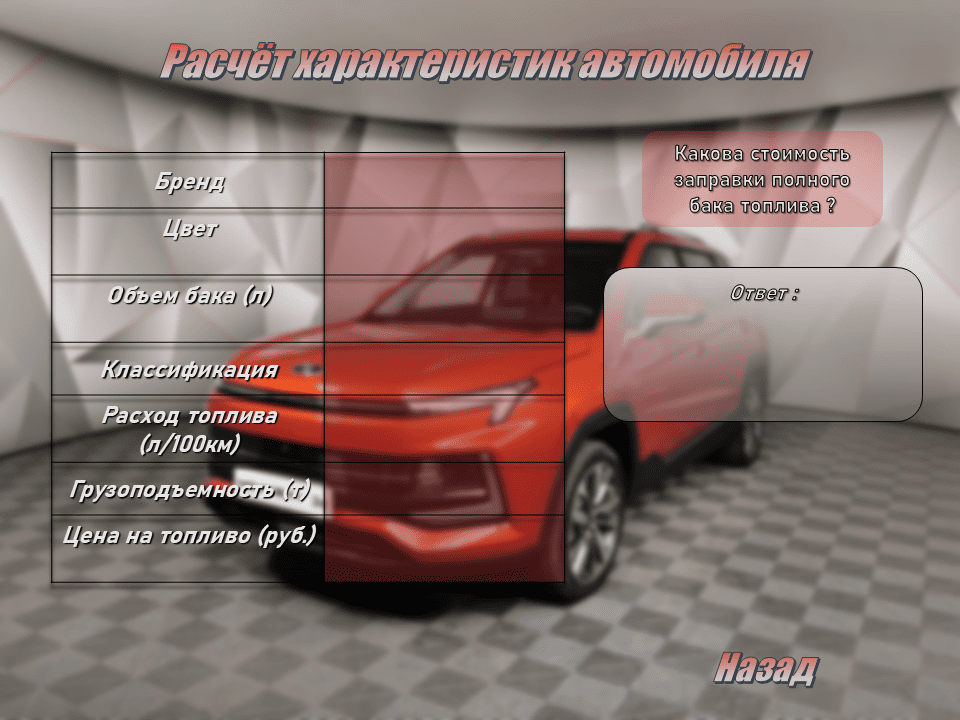 Расчёт характеристик автомобиля
Бренд
Цвет
Объем бака (л)
Классификация
Расход топлива
(л/100км)
Грузоподъемность (т)
Цена на топливо (руб.)
Какова стоимость
заправки полного
бака топлива ?
Ответ :
Назад